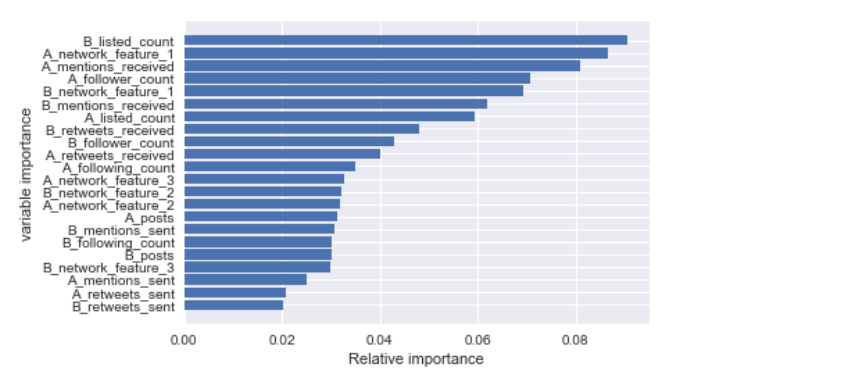 B_listed_count
A_network_feature_1
A_mentions_received
A_follower_count
B_network_feature_1
B_mentions_received
A_listed_count
B_retweets_received
B_follower_count
A_retweets_received
A_following_count
A_network_feature_3
B_network_feature_2
A_network_feature_2
A_posts
B_mentions_sent
B_following_count
B_posts
B_network_feature_3
A_mentions_sent
A_retweets_sent
B_retweets_sent
variable importance
0.00 0.02 0.04 0.06 0.08
Relative importance